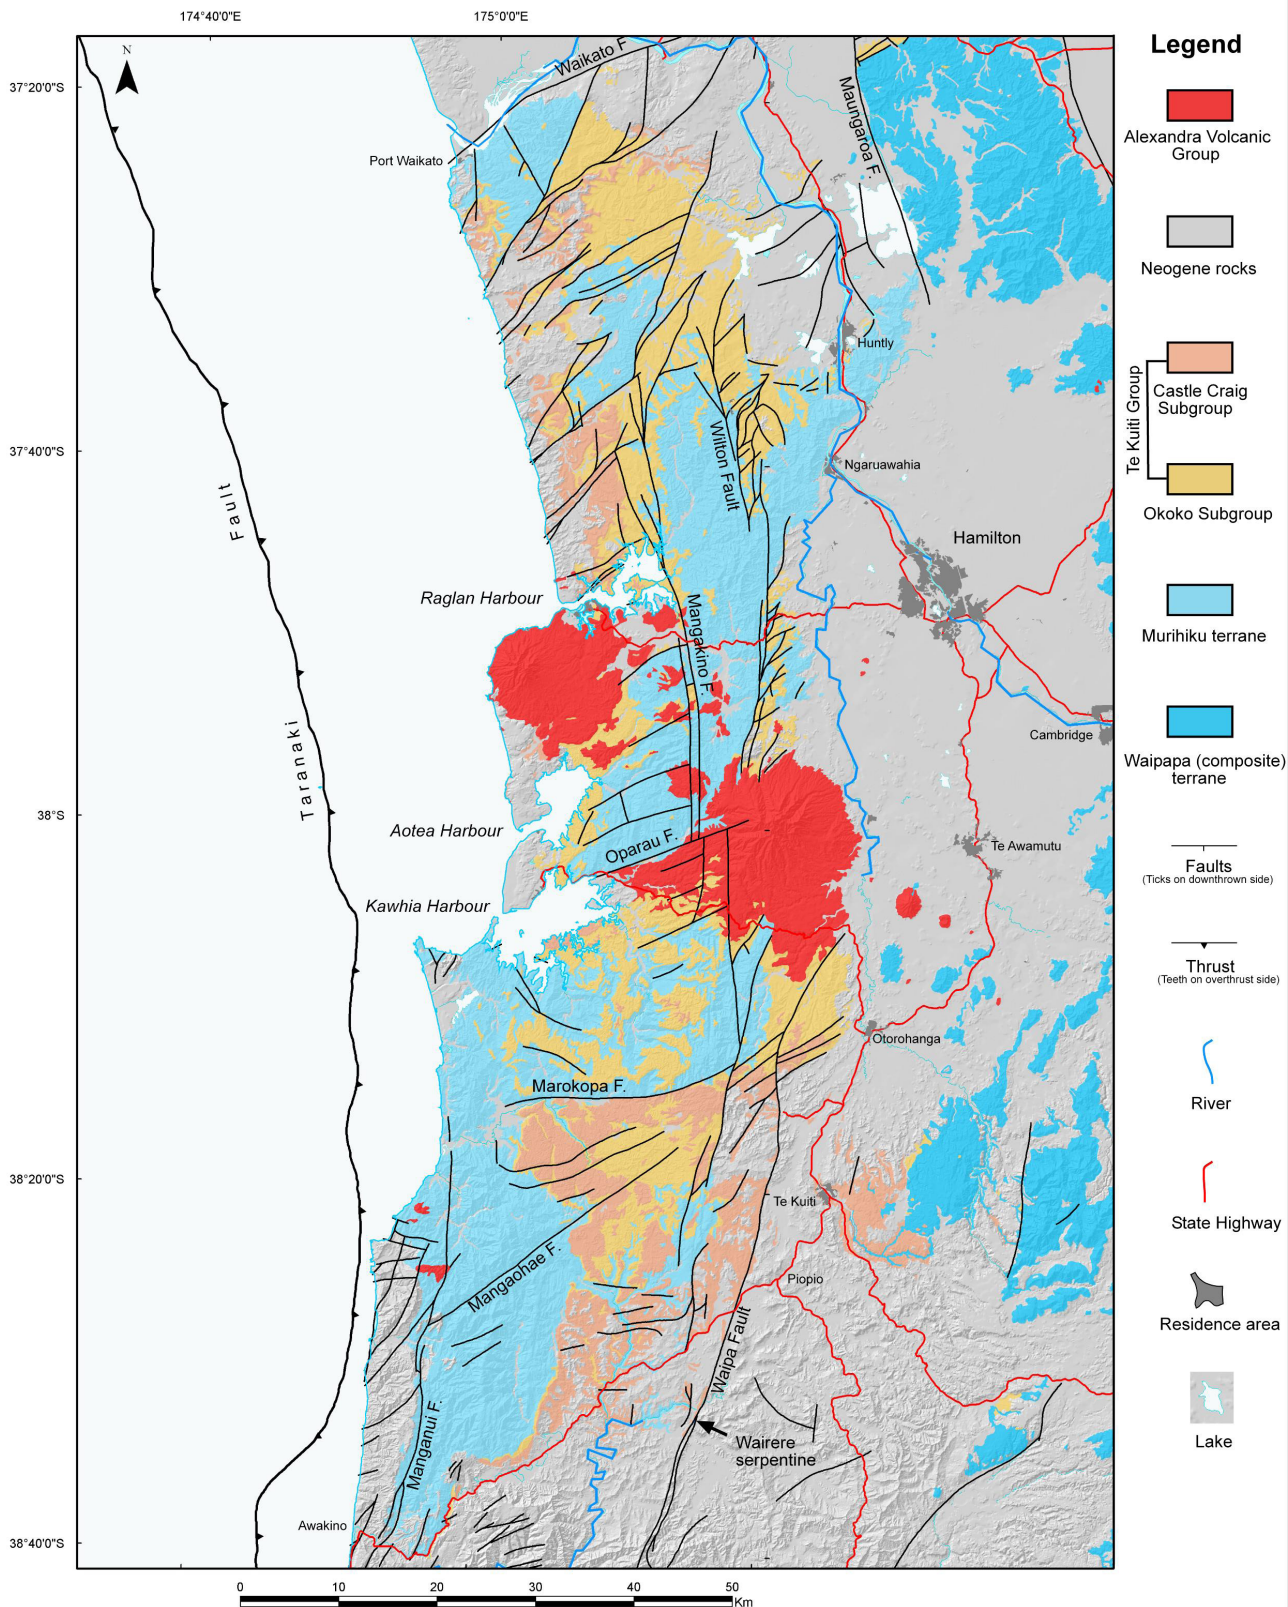 174°40'0"E
175°0'0"E
N
37°20'0"S
37°40'0"S
38°S
38°20'0"S
38°40'0"S
Waikato F.
Port Waikato
Maungaroa F.
Huntly
Wilton Fault
Ngaruawahia
Hamilton
Fault
Taranaki
Raglan Harbour
Mangakino F.
Cambridge
Aotea Harbour
Oparau F.
Te Awamutu
Kawhia Harbour
Otorohanga
Marokopa F.
Te Kuiti
Mangaohae F.
Piopio
Waipa Fault
Manganui F.
Wairere
serpentine
Awakino
0 10 20 30 40 50
Km
Legend
Alexandra Volcanic
Group
Neogene rocks
Te Kuiti Group
Castle Craig
Subgroup
Okoko Subgroup
Murihiku terrane
Waipapa (composite)
terrane
Faults
(Ticks on downthrown side)
Thrust
(Teeth on overthrust side)
River
State Highway
Residence area
Lake